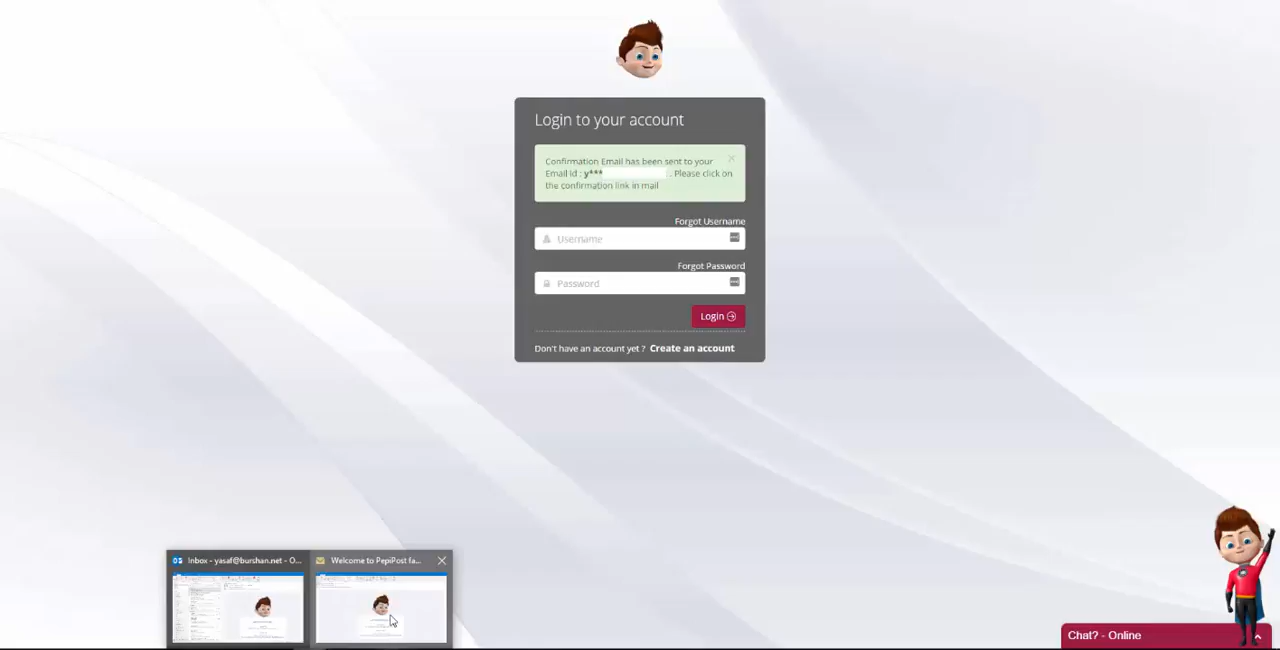 Login to your account
Confirmation Email has been sent to your
Email id : y*** . Please click on
the confirmation link in mail
Forgot Username
Username
Forgot Password
Password
Login
Don't have an account yet ? Create an account
Inbox - yasaf@burshan.net - O...
Welcome to PepiPost fa...
Chat? - Online